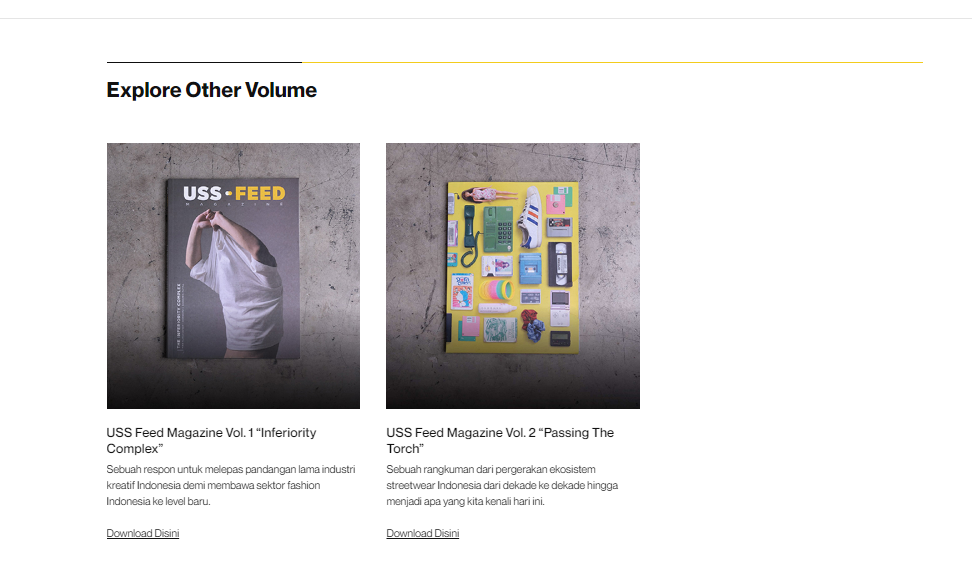 Explore Other Volume
USS FEED
MAGAZINE
THE INFERIORITY COMPLEX
USS Feed Magazine Vol. 1 “Inferiority
Complex”
Sebuah respon untuk melepas pandangan lama industri
kreatif Indonesia demi membawa sektor fashion
Indonesia ke level baru.
Download Disini
USS Feed Magazine Vol. 2 “Passing The
Torch”
Sebuah rangkuman dari pergerakan ekosistem
streetwear Indonesia dari dekade ke dekade hingga
menjadi apa yang kita kenali hari ini.
Download Disini